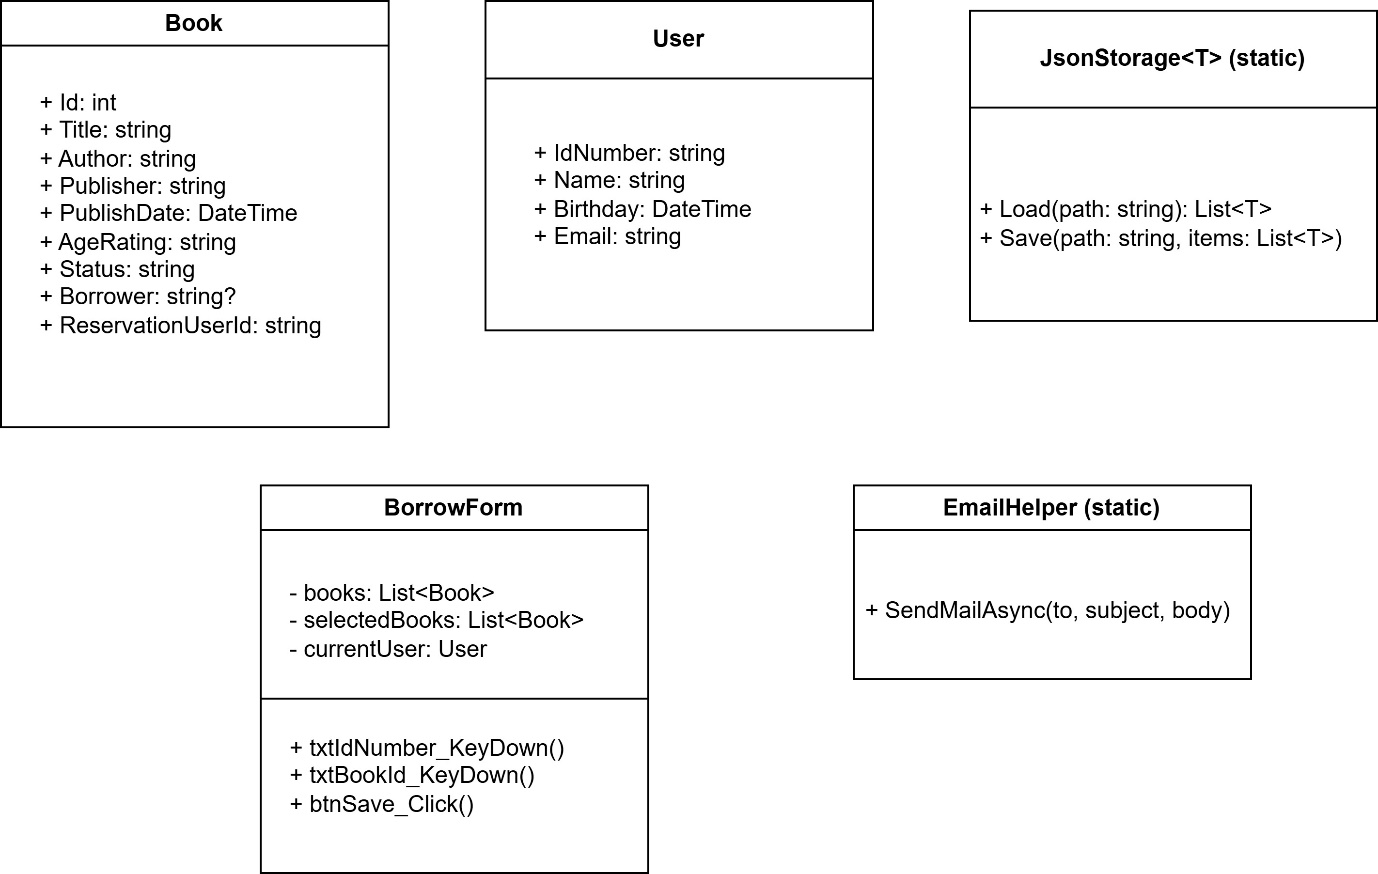 Book
+ Id: int
+ Title: string
+ Author: string
+ Publisher: string
+ PublishDate: DateTime
+ AgeRating: string
+ Status: string
+ Borrower: string?
+ ReservationUserId: string
User
+ IdNumber: string
+ Name: string
+ Birthday: DateTime
+ Email: string
JsonStorage<T> (static)
+ Load(path: string): List<T>
+ Save(path: string, items: List<T>)
BorrowForm
- books: List<Book>
- selectedBooks: List<Book>
- currentUser: User
+ txtIdNumber_KeyDown()
+ txtBookId_KeyDown()
+ btnSave_Click()
EmailHelper (static)
+ SendMailAsync(to, subject, body)